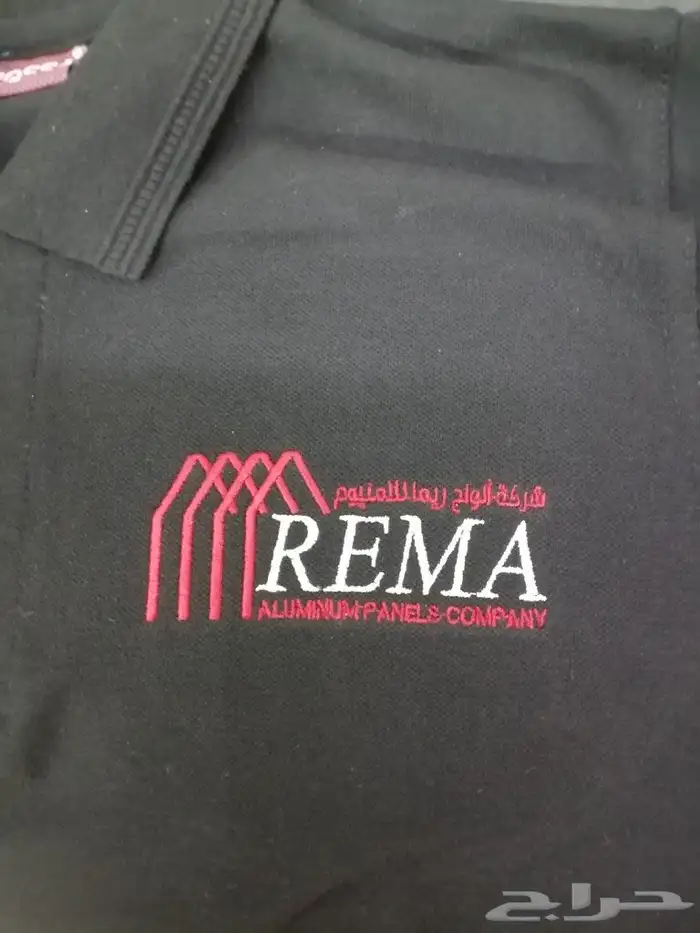 شركة ألواح ريما للألمنيوم
REMA
ALUMINUM PANELS COMPANY
حراج